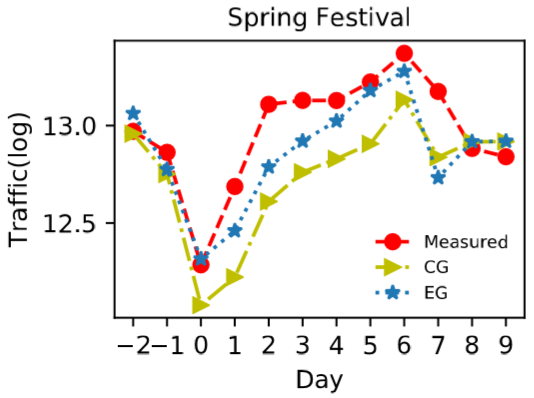 Spring Festival
Traffic(log)
13.0
12.5
Measured
CG
EG
−2 −1 0 1 2 3 4 5 6 7 8 9
Day